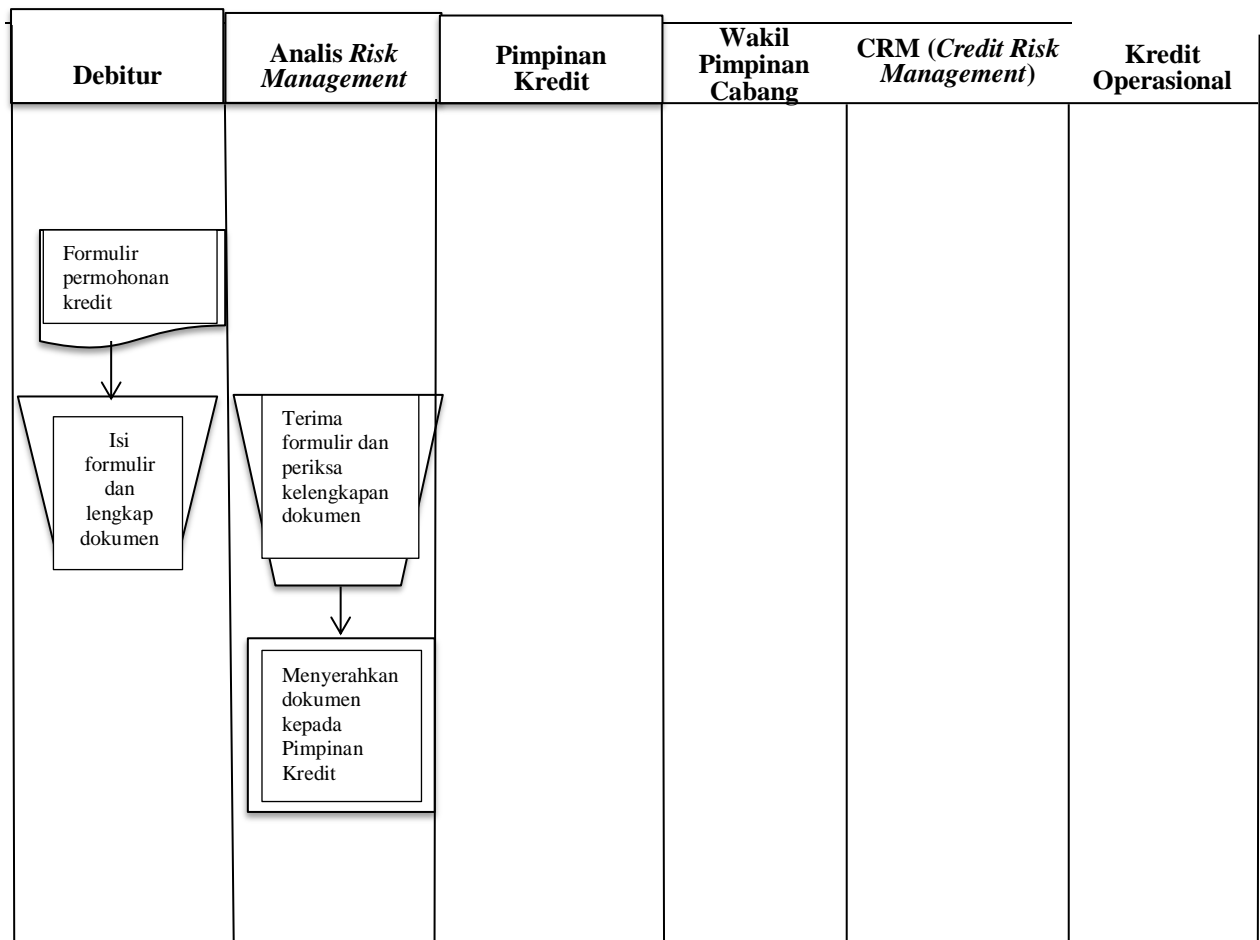 Debitur
Analis Risk
Management
Pimpinan
Kredit
Wakil
Pimpinan
Cabang
CRM (Credit Risk
Management)
Kredit
Operasional
Formulir
permohonan
kredit
Isi
formulir
dan
lengkap
dokumen
Terima
formulir dan
periksa
kelengkapan
dokumen
Menyerahkan
dokumen
kepada
Pimpinan
Kredit